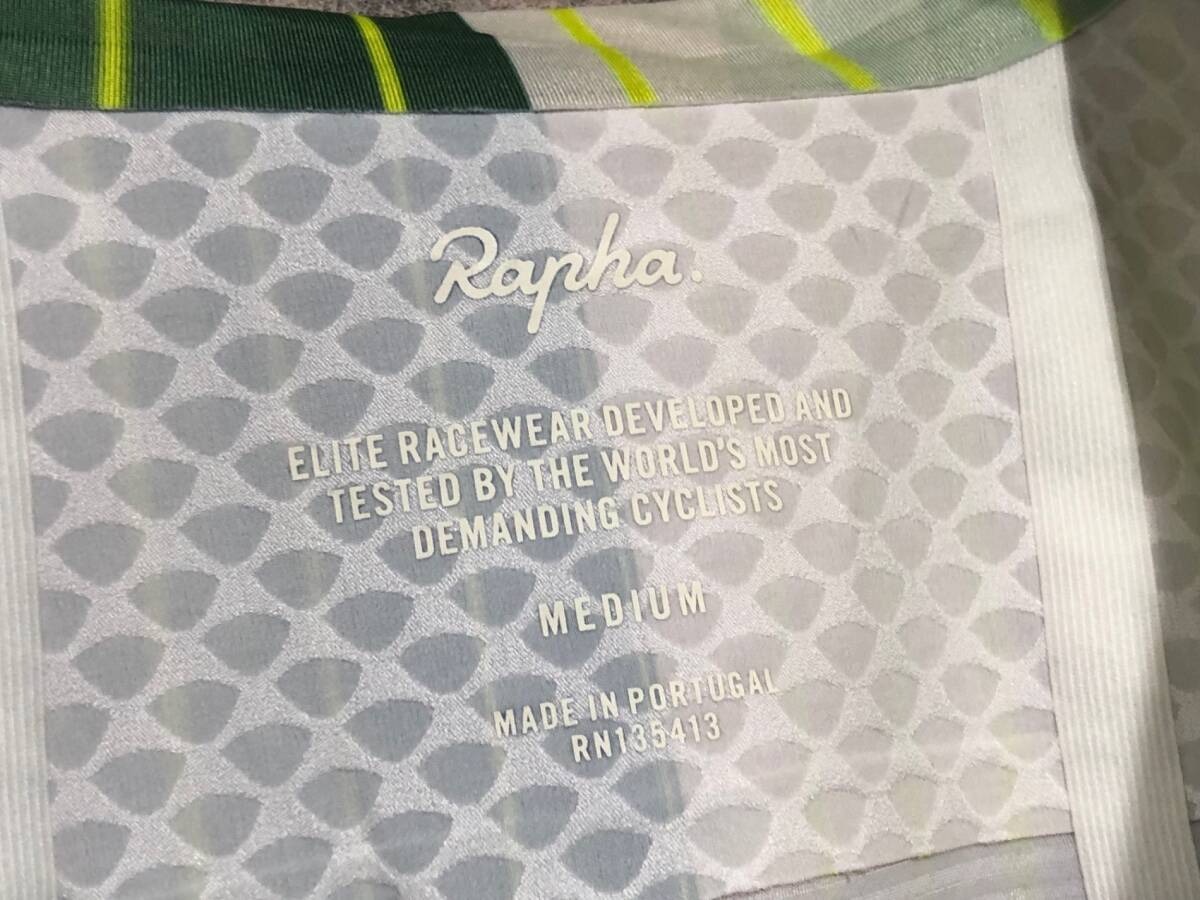 Rapha.
ELITE RACEWEAR DEVELOPED AND
TESTED BY THE WORLD'S MOST
DEMANDING CYCLISTS
MEDIUM
MADE IN PORTUGAL
RN135413